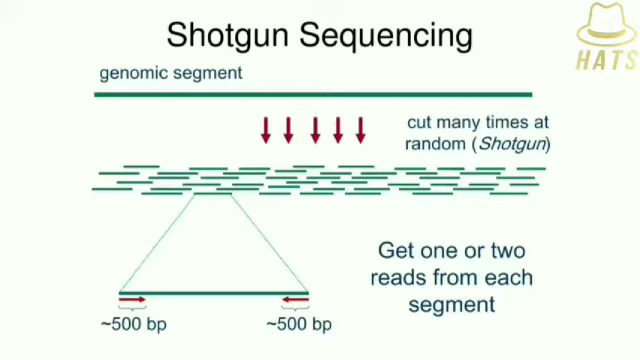 Shotgun Sequencing
HATS
genomic segment
cut many times at
random (Shotgun)
Get one or two
reads from each
segment
~500 bp
~500 bp